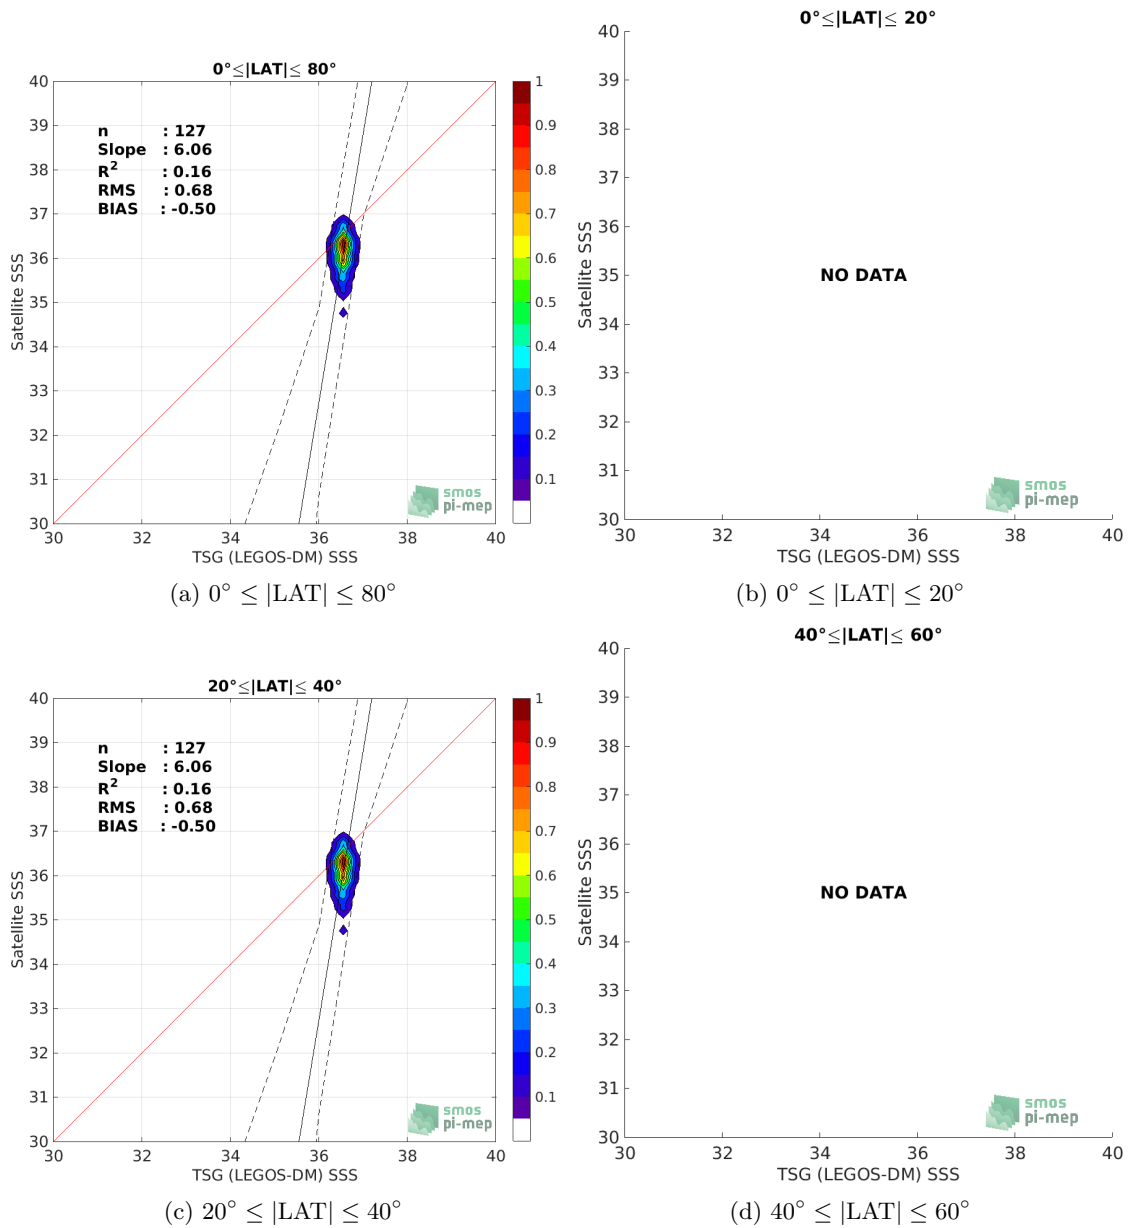 0°≤|LAT|≤ 80°
40
39
38
37
36
35
34
33
32
31
30
Satellite SSS
n : 127
Slope : 6.06
R² : 0.16
RMS : 0.68
BIAS : -0.50
smos
pi-mep
30 32 34 36 38 40
TSG (LEGOS-DM) SSS
1
0.9
0.8
0.7
0.6
0.5
0.4
0.3
0.2
0.1
(a) 0° ≤ |LAT| ≤ 80°
0°≤|LAT|≤ 20°
40
39
38
37
36
35
34
33
32
31
30
Satellite SSS
NO DATA
smos
pi-mep
30 32 34 36 38 40
TSG (LEGOS-DM) SSS
(b) 0° ≤ |LAT| ≤ 20°
20°≤|LAT|≤ 40°
40
39
38
37
36
35
34
33
32
31
30
Satellite SSS
n : 127
Slope : 6.06
R² : 0.16
RMS : 0.68
BIAS : -0.50
smos
pi-mep
30 32 34 36 38 40
TSG (LEGOS-DM) SSS
1
0.9
0.8
0.7
0.6
0.5
0.4
0.3
0.2
0.1
(c) 20° ≤ |LAT| ≤ 40°
40°≤|LAT|≤ 60°
40
39
38
37
36
35
34
33
32
31
30
Satellite SSS
NO DATA
smos
pi-mep
30 32 34 36 38 40
TSG (LEGOS-DM) SSS
(d) 40° ≤ |LAT| ≤ 60°